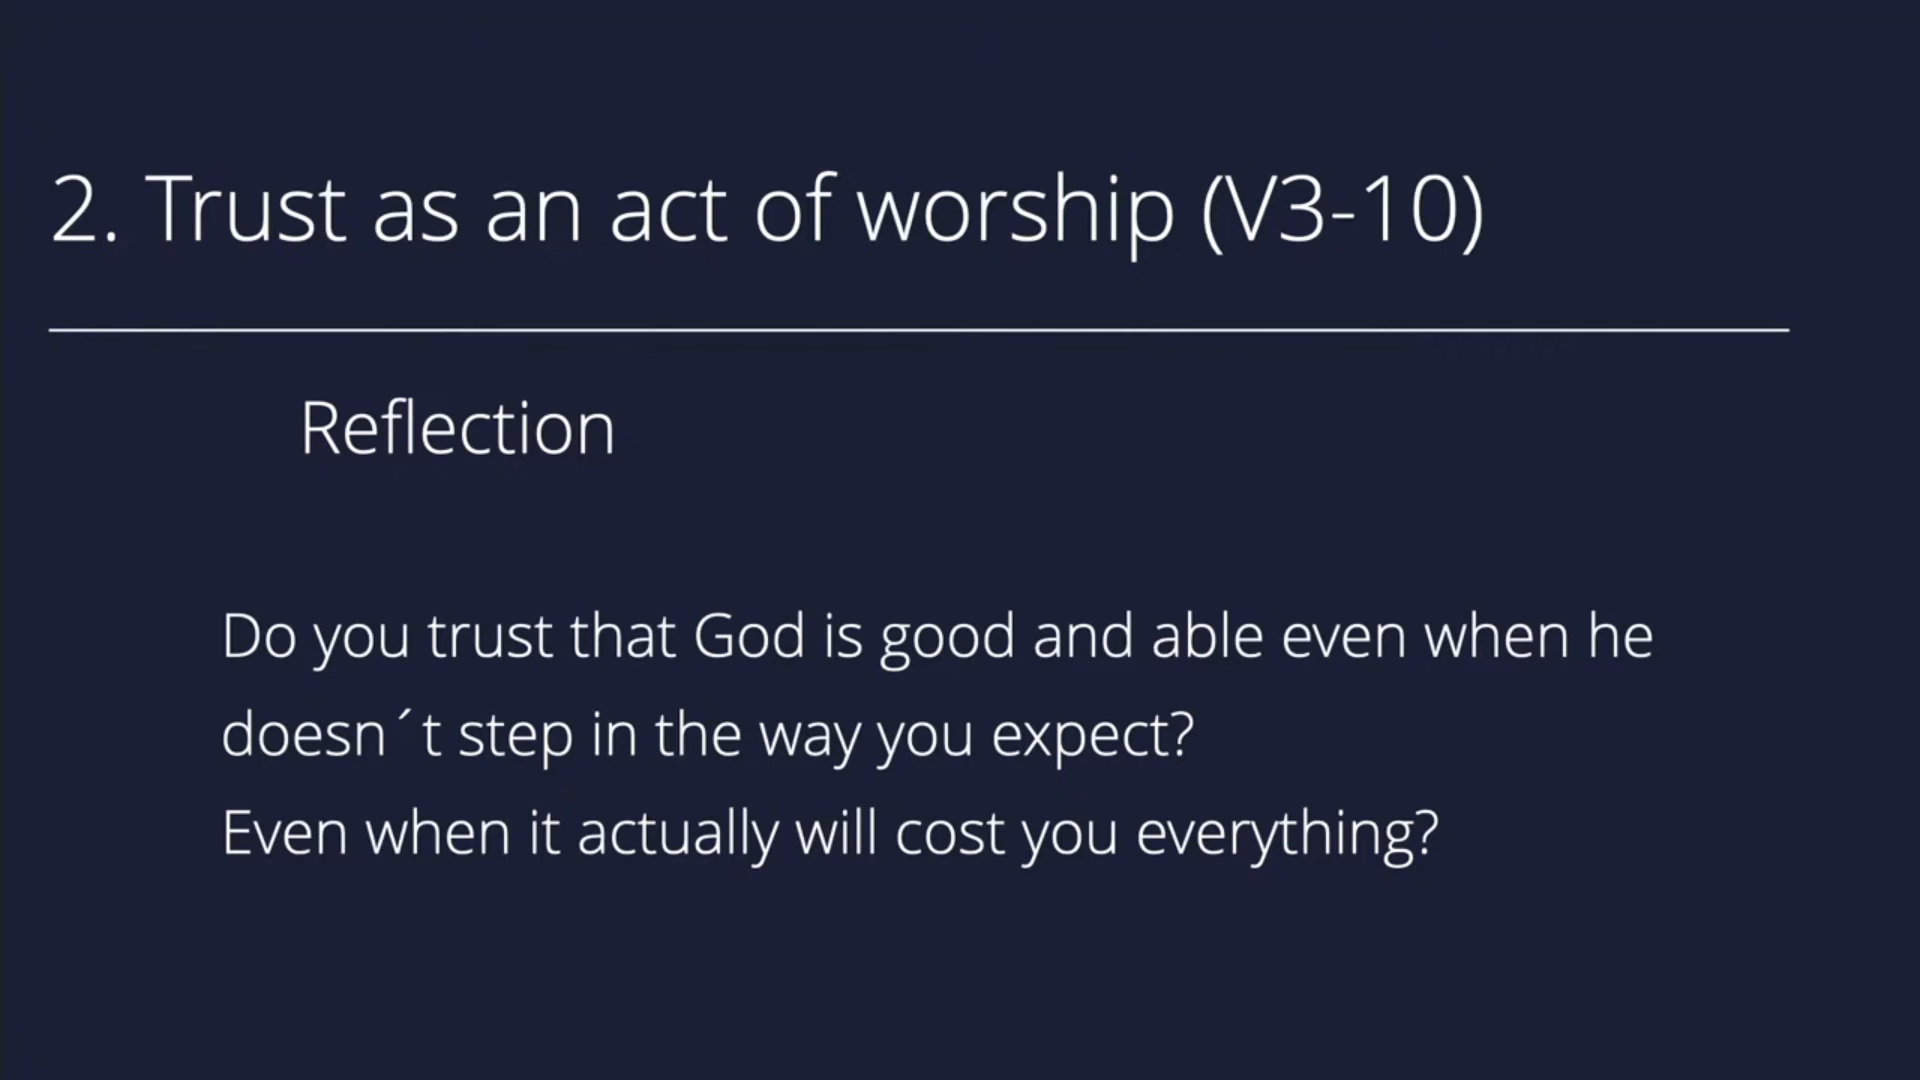 2. Trust as an act of worship (V3-10)
Reflection
Do you trust that God is good and able even when he
doesn´t step in the way you expect?
Even when it actually will cost you everything?